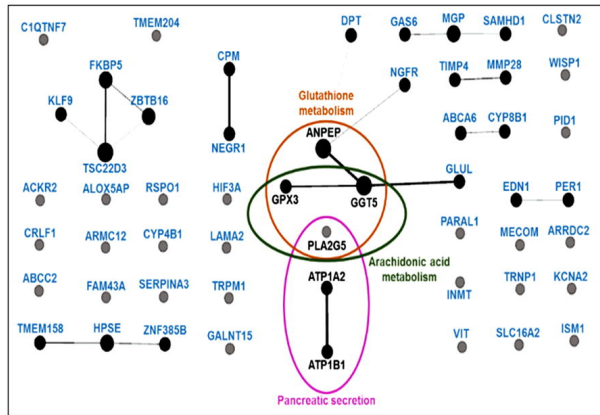 C1QTNF7
TMEM204
DPT
GAS6
MGP
SAMHD1
CLSTN2
FKBP5
CPM
NGFR
TIMP4
MMP28
WISP1
KLF9
ZBTB16
Glutathione
metabolism
ANPEP
ABCA6
CYP8B1
PID1
TSC22D3
NEGR1
GLUL
ACKR2
ALOX5AP
RSPO1
HIF3A
GPX3
GGT5
EDN1
PER1
CRLF1
ARMC12
CYP4B1
LAMA2
PLA2G5
PARAL1
MECOM
ARRDC2
Arachidonic acid
metabolism
ABCC2
FAM43A
SERPINA3
TRPM1
ATP1A2
INMT
TRNP1
KCNA2
TMEM158
HPSE
ZNF385B
GALNT15
ATP1B1
VIT
SLC16A2
ISM1
Pancreatic secretion